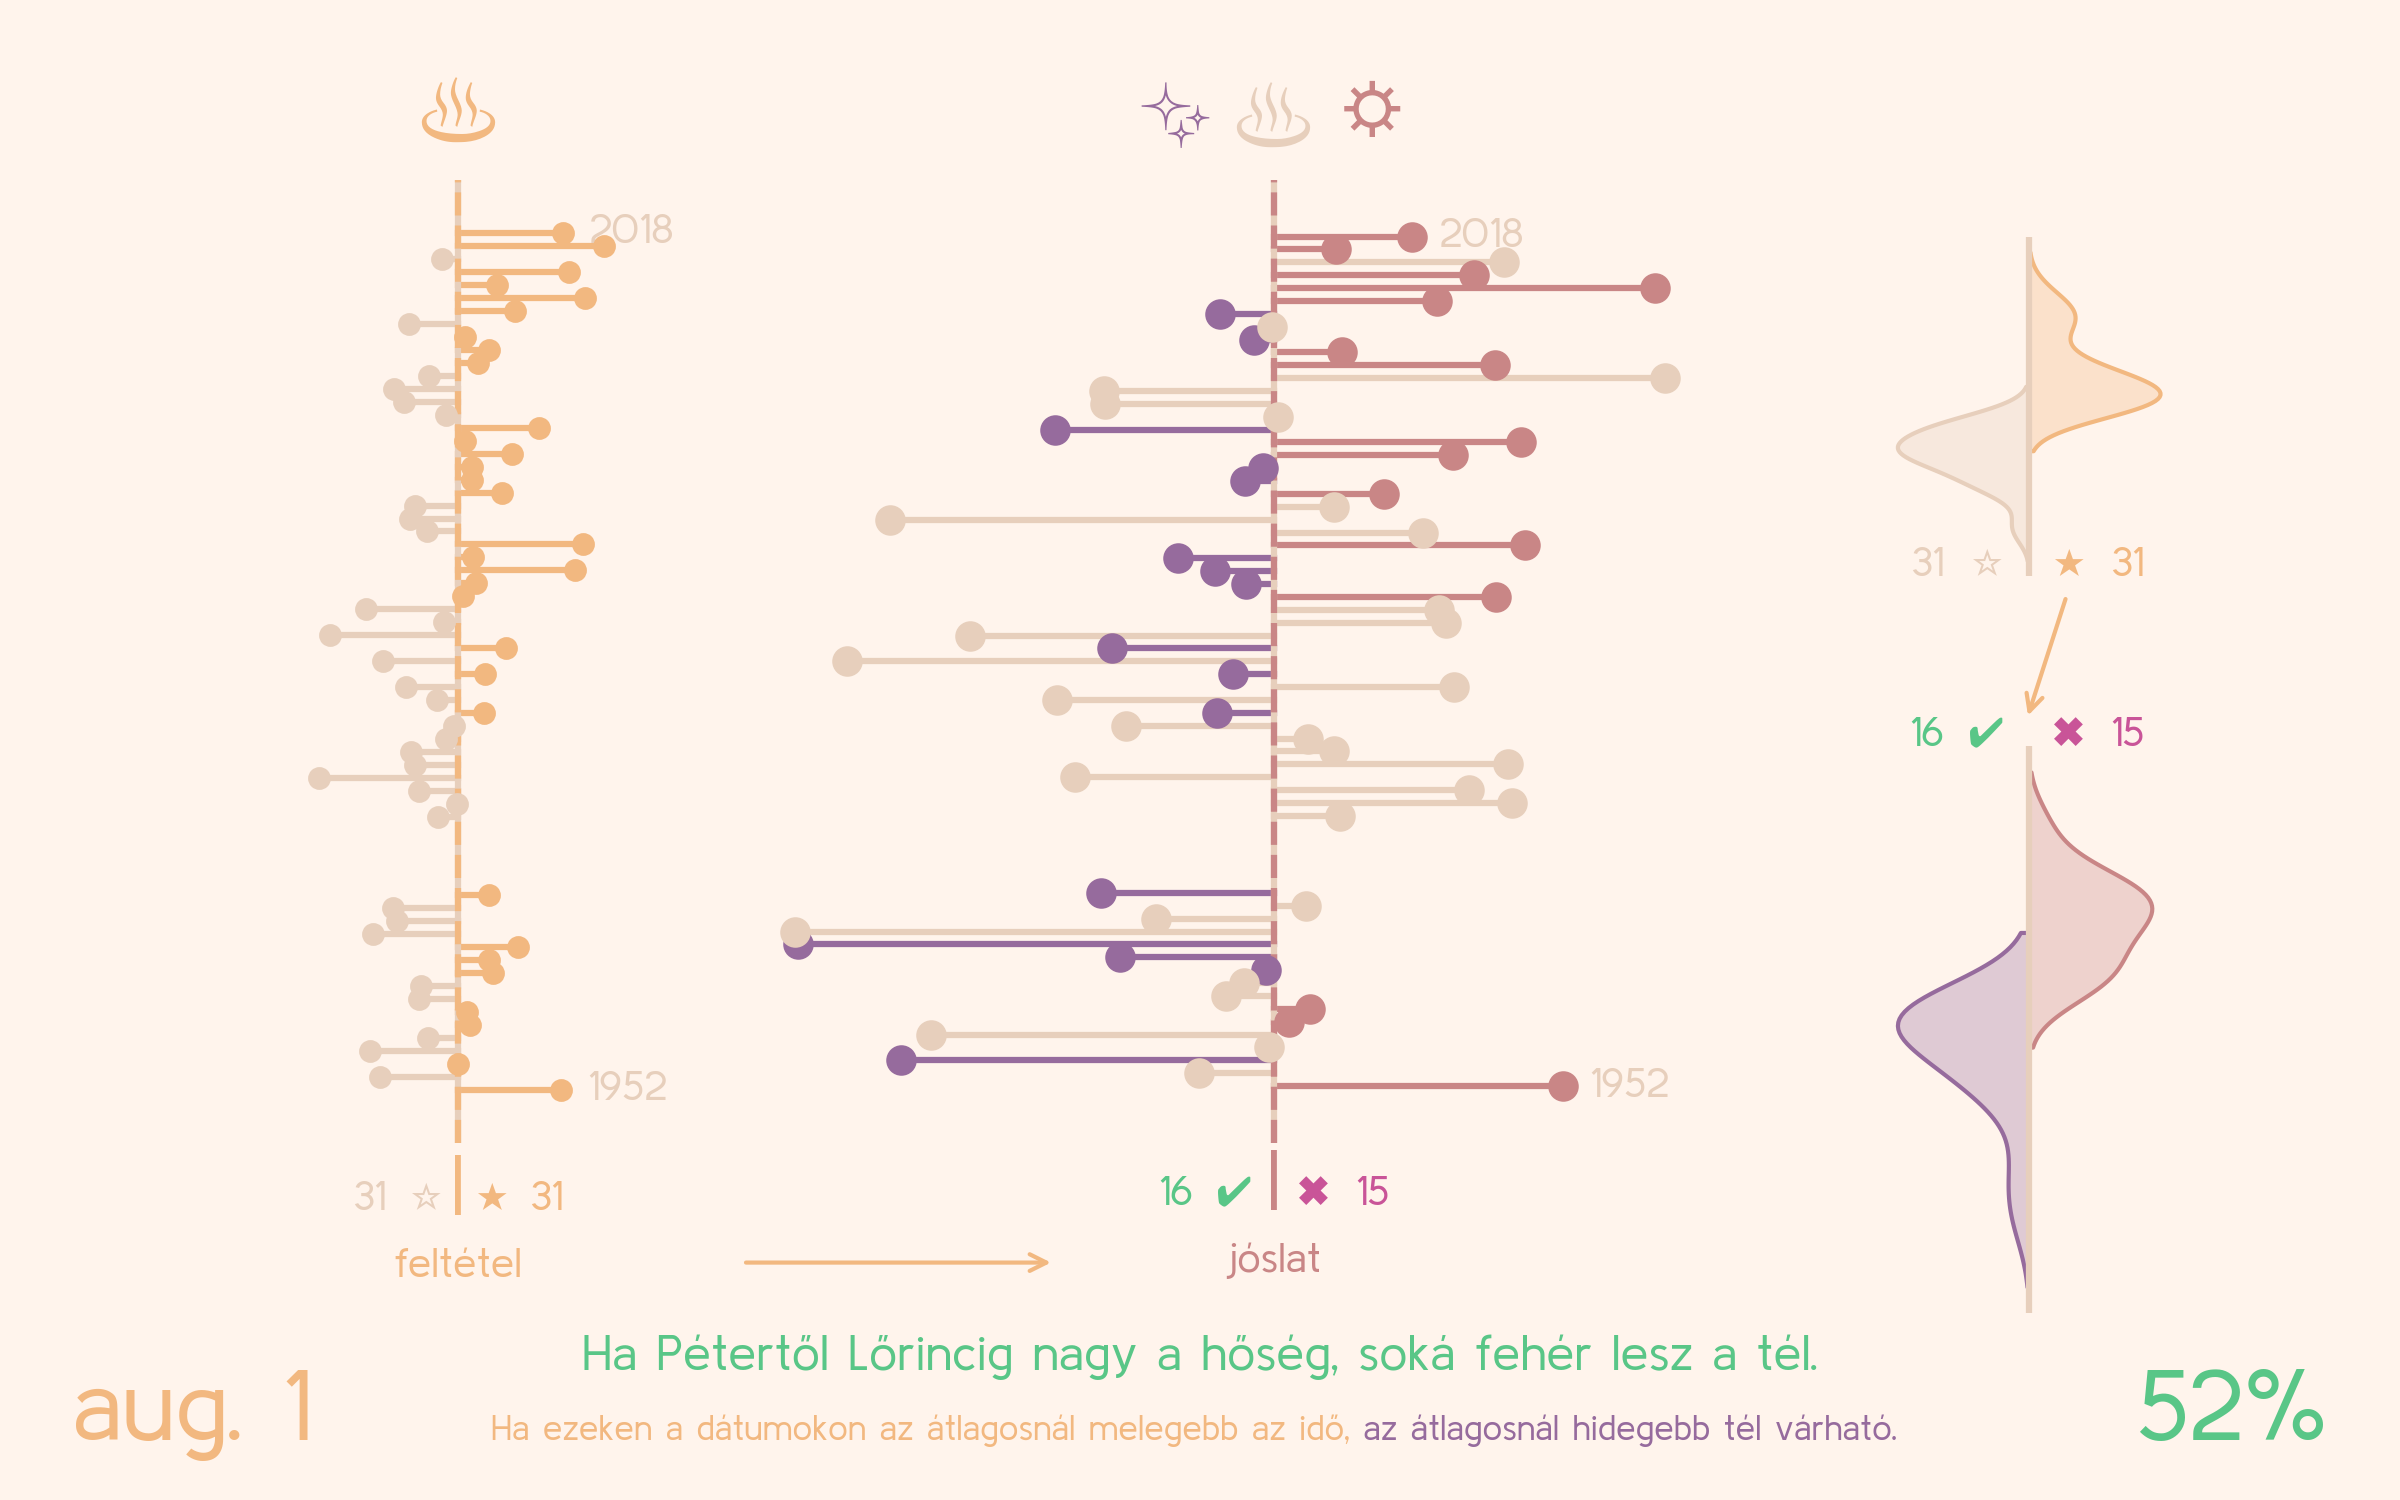 2018
2018
31 ☆ ★ 31
16 ✔ ✖ 15
1952
1952
31 ☆ ★ 31
16 ✔ ✖ 15
feltétel
jóslat
Ha Pétertől Lőrincig nagy a hőség, soká fehér lesz a tél.
aug. 1
52%
Ha ezeken a dátumokon az átlagosnál melegebb az idő, az átlagosnál hidegebb tél várható.